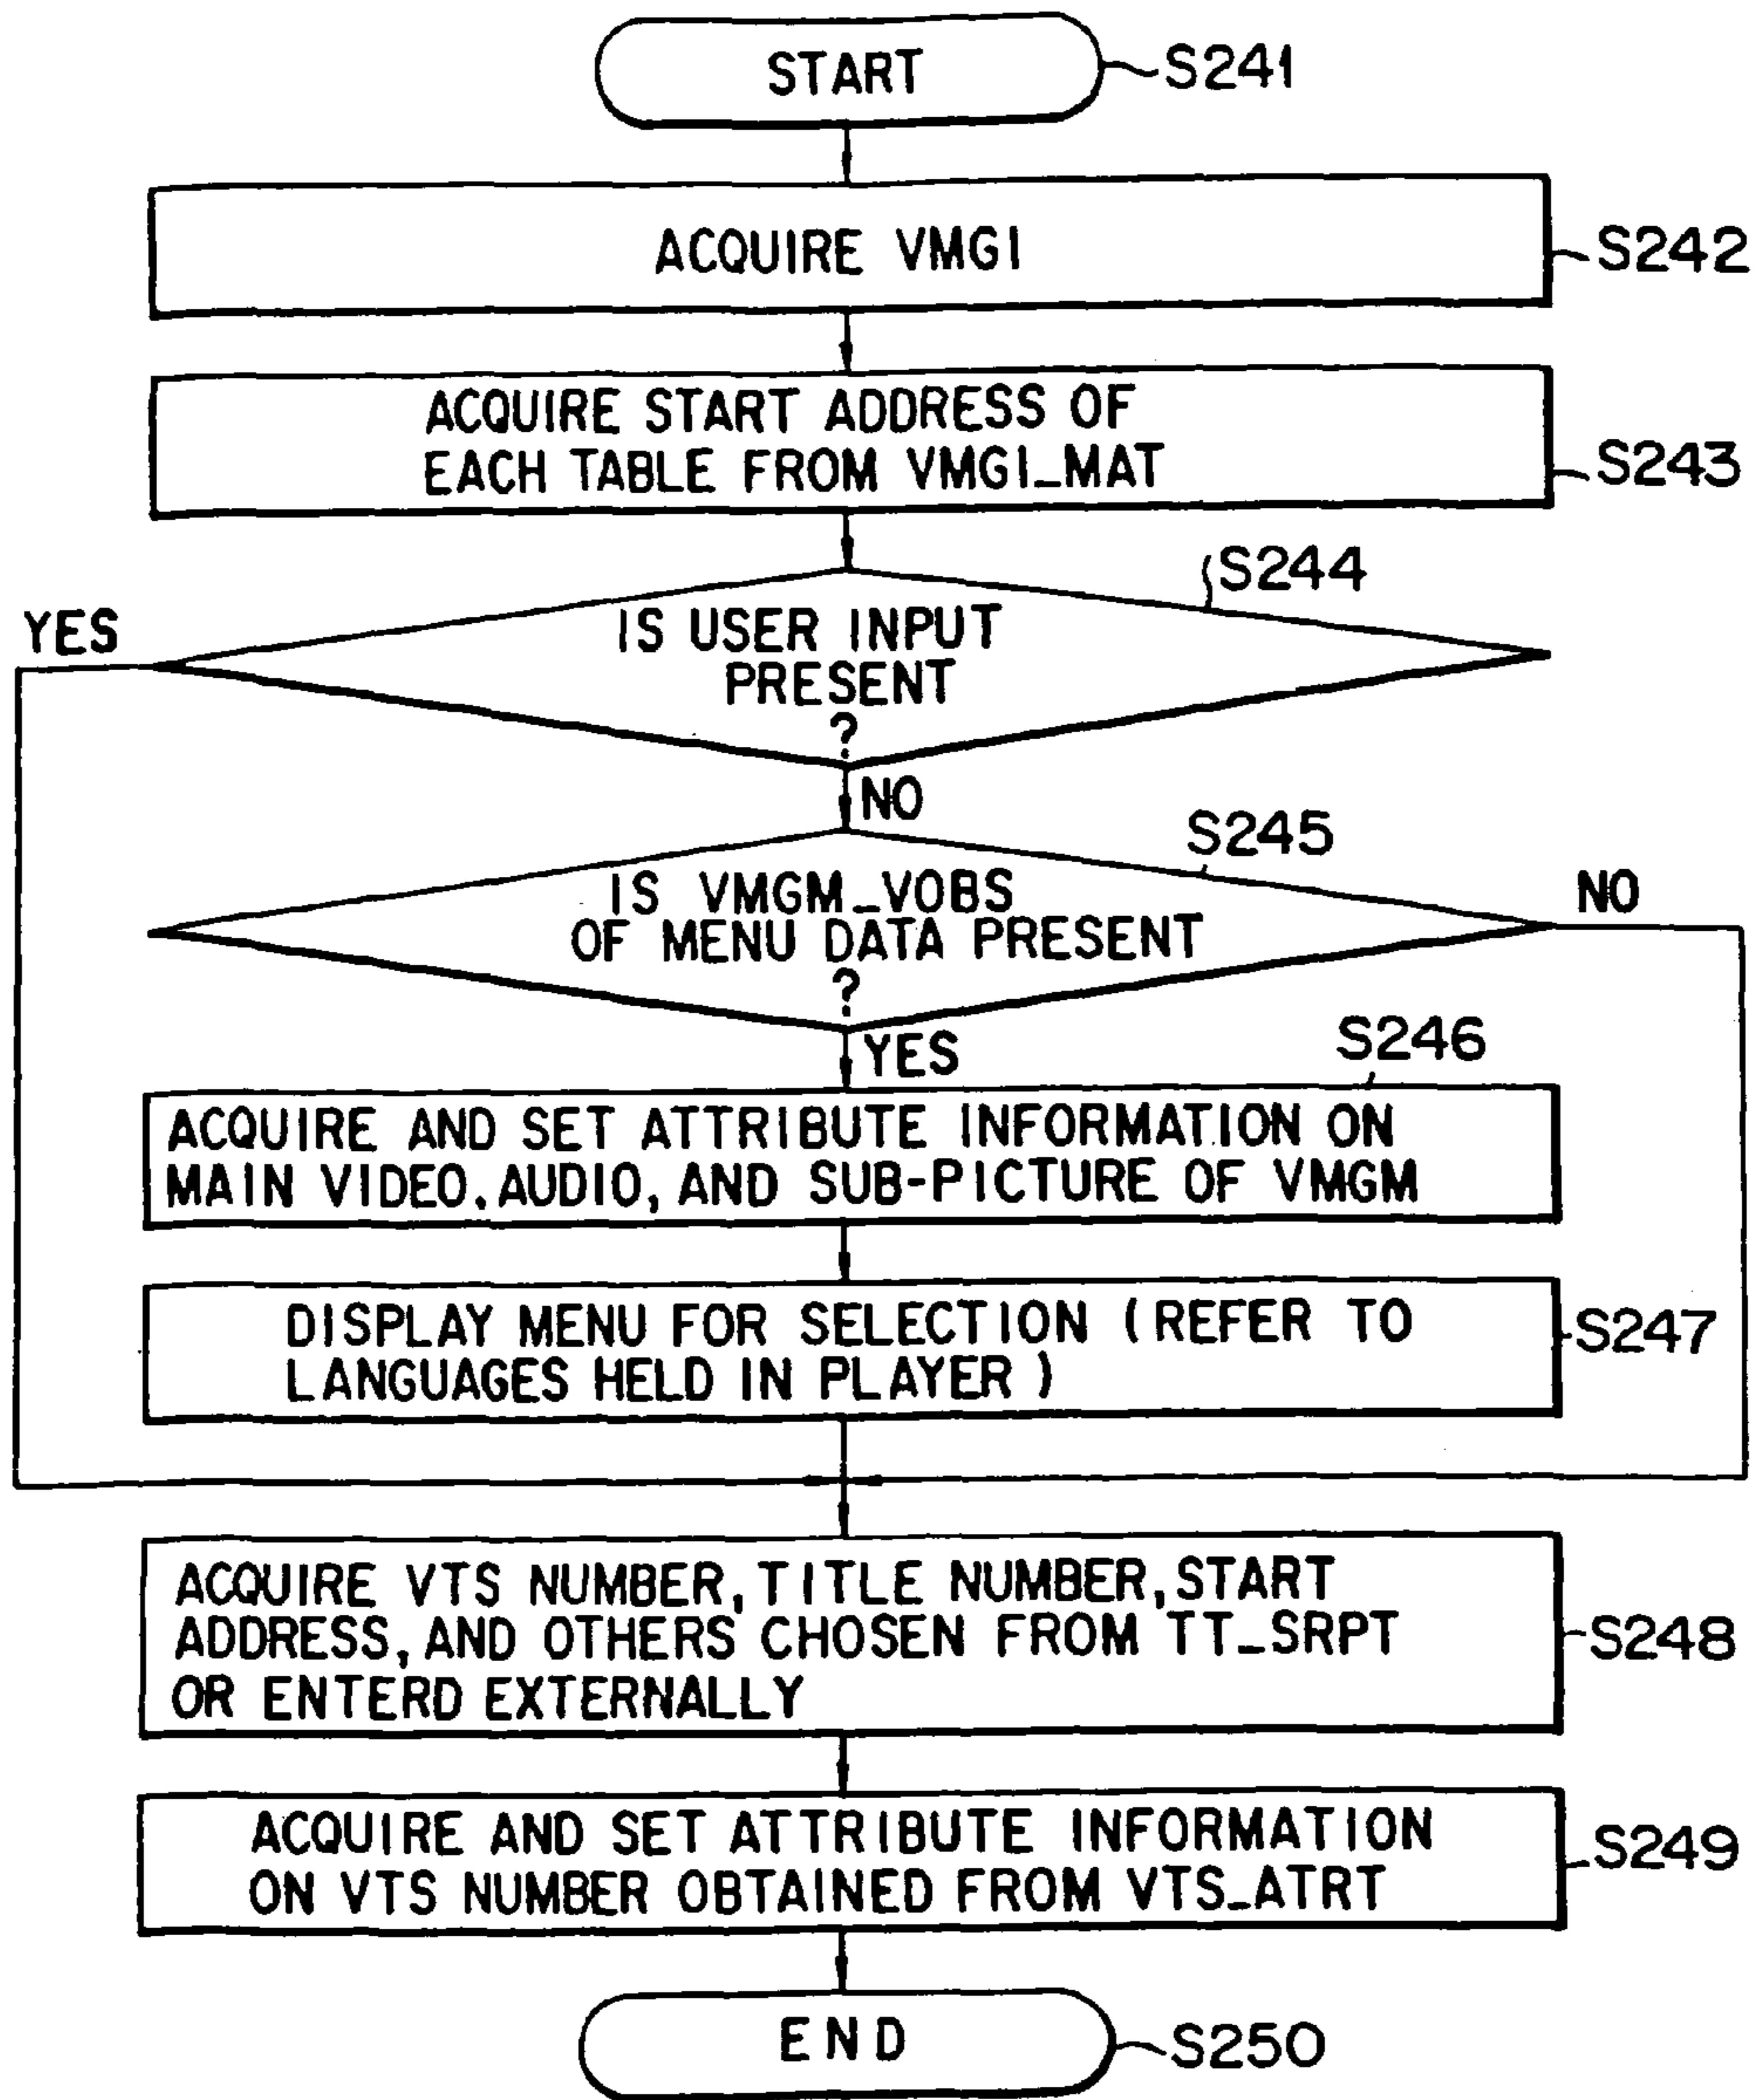 START
S241
ACQUIRE VMGI
S242
ACQUIRE START ADDRESS OF
EACH TABLE FROM VMGI_MAT
S243
S244
YES
IS USER INPUT
PRESENT
?
NO
S245
IS VMGM_VOBS
OF MENU DATA PRESENT
?
NO
YES
S246
ACQUIRE AND SET ATTRIBUTE INFORMATION ON
MAIN VIDEO, AUDIO, AND SUB-PICTURE OF VMGM
DISPLAY MENU FOR SELECTION (REFER TO
LANGUAGES HELD IN PLAYER)
S247
ACQUIRE VTS NUMBER, TITLE NUMBER, START
ADDRESS, AND OTHERS CHOSEN FROM TT_SRPT
OR ENTERD EXTERNALLY
S248
ACQUIRE AND SET ATTRIBUTE INFORMATION
ON VTS NUMBER OBTAINED FROM VTS_ATRT
S249
END
S250